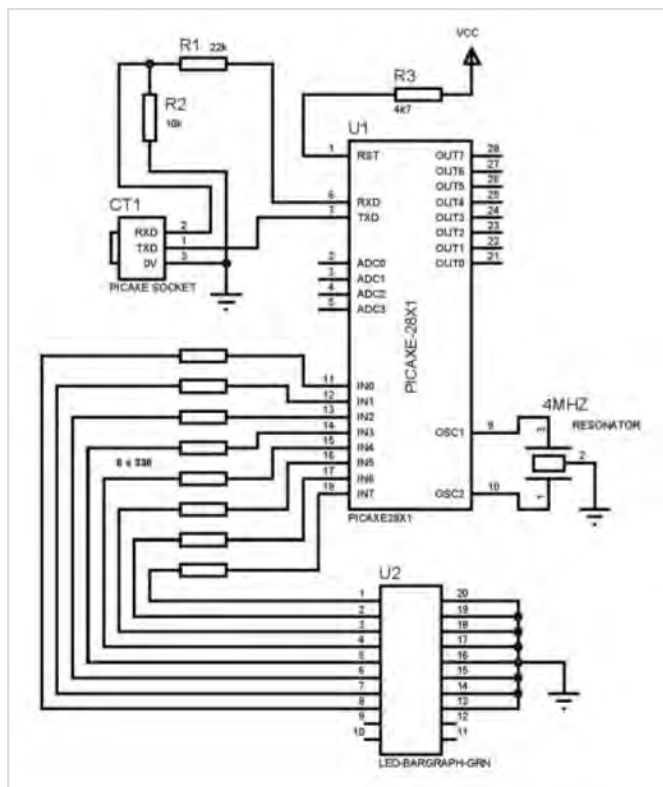 VCC
R1 22k
R3
4k7
R2
10k
U1
1 RST
OUT7 28
OUT6 27
OUT5 26
OUT4 25
OUT3 24
OUT2 23
OUT1 22
OUT0 21
6 RXD
7 TXD
CT1
RXD 2
TXD 1
0V 3
PICAXE SOCKET
2 ADC0
3 ADC1
4 ADC2
5 ADC3
PICAXE-28X1
11 IN0
12 IN1
13 IN2
14 IN3
15 IN4
16 IN5
17 IN6
18 IN7
OSC1 9
OSC2 10
4MHZ
RESONATOR
3
2
1
PICAXE28X1
U2
1 20
2 19
3 18
4 17
5 16
6 15
7 14
8 13
9 12
10 11
LED-BARGRAPH-GRN